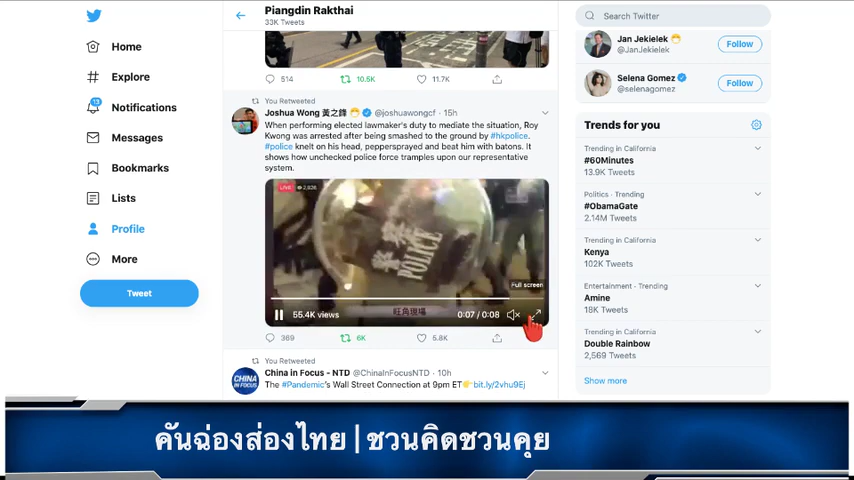 Piangdin Rakthai
33K Tweets
Home
Explore
13
Notifications
Messages
Bookmarks
Lists
Profile
More
Tweet
514
10.5K
11.7K
You Retweeted
Joshua Wong 黃之鋒 @joshuawongcf · 15h
When performing elected lawmaker's duty to mediate the situation, Roy
Kwong was arrested after being smashed to the ground by #hkpolice.
#police knelt on his head, peppersprayed and beat him with batons. It
shows how unchecked police force tramples upon our representative
system.
LIVE
POLICE
Full screen
旺角現場
55.4K views
0:07 / 0:08
369
6K
5.8K
You Retweeted
CHINA IN FOCUS
China in Focus - NTD @ChinaInFocusNTD · 10h
The #Pandemic's Wall Street Connection at 9pm ET👉bit.ly/2vhu9Ej
Search Twitter
Jan Jekielek
@JanJekielek
Follow
Selena Gomez
@selenagomez
Follow
Trends for you
Trending in California
#60Minutes
13.9K Tweets
Politics · Trending
#ObamaGate
2.14M Tweets
Trending in California
Kenya
102K Tweets
Entertainment · Trending
Amine
18K Tweets
Trending in California
Double Rainbow
2,569 Tweets
Show more
คันฉ่องส่องไทย | ชวนคิดชวนคุย